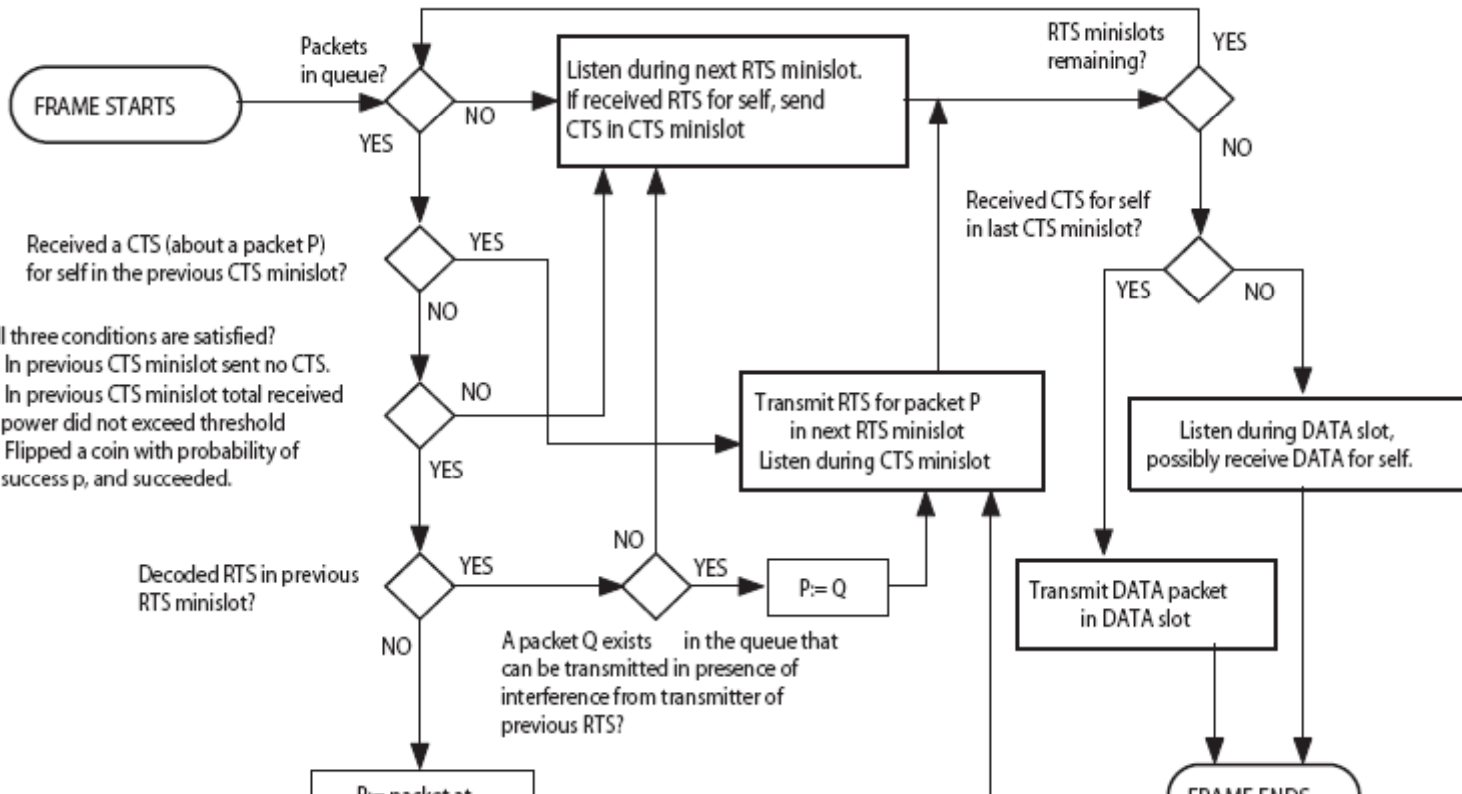 Packets
in queue?
RTS minislots
remaining?
YES
FRAME STARTS
NO
YES
Listen during next RTS minislot.
If received RTS for self, send
CTS in CTS minislot
NO
Received CTS for self
in last CTS minislot?
Received a CTS (about a packet P)
for self in the previous CTS minislot?
YES
NO
YES
NO
three conditions are satisfied?
In previous CTS minislot sent no CTS.
In previous CTS minislot total received
power did not exceed threshold
Flipped a coin with probability of
success p, and succeeded.
NO
YES
Transmit RTS for packet P
in next RTS minislot
Listen during CTS minislot
Listen during DATA slot,
possibly receive DATA for self.
Decoded RTS in previous
RTS minislot?
YES
NO
NO
YES
P:= Q
A packet Q exists in the queue that
can be transmitted in presence of
interference from transmitter of
previous RTS?
Transmit DATA packet
in DATA slot
P:= packet at
FRAME ENDS